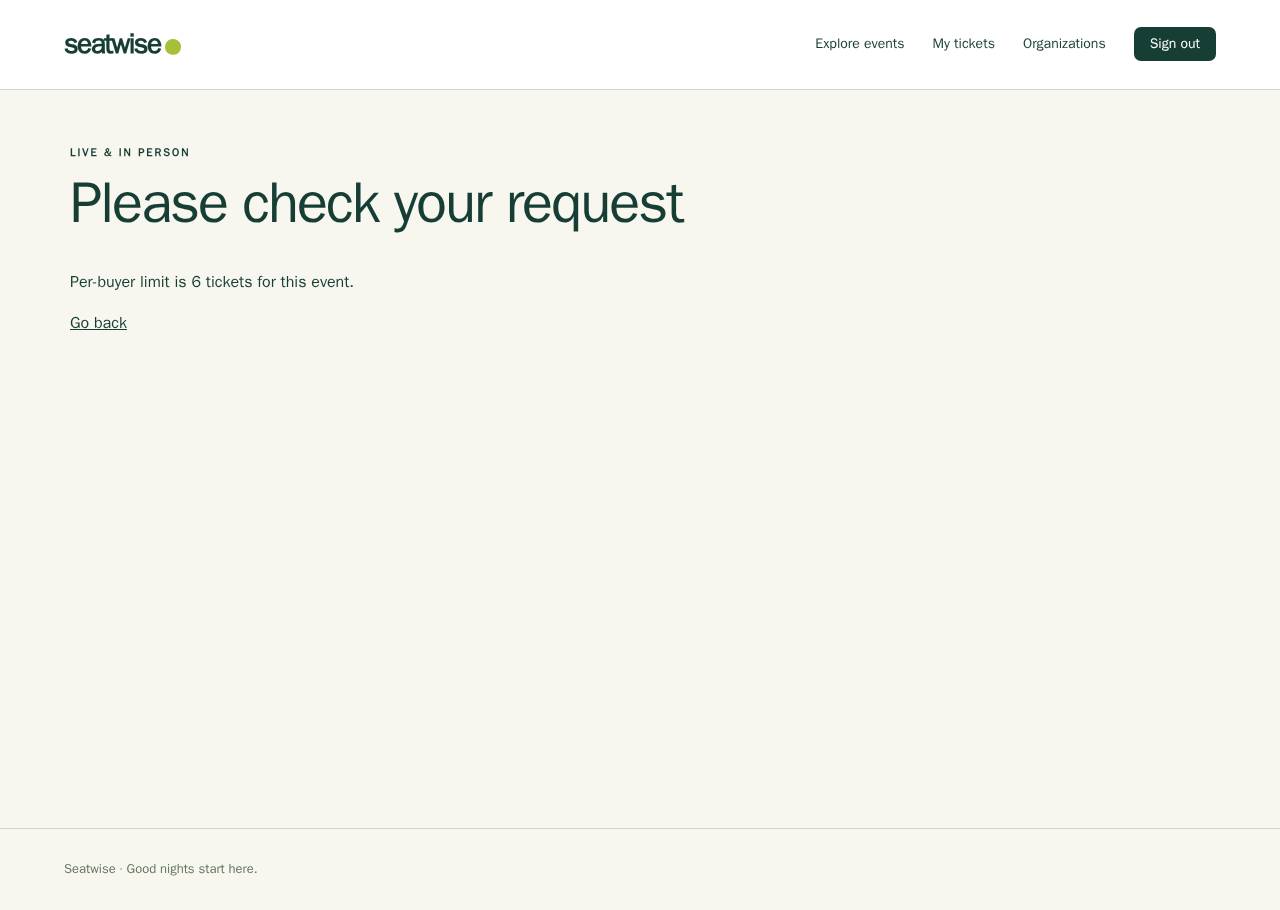 seatwise
Explore events
My tickets
Organizations
Sign out
LIVE & IN PERSON
Please check your request
Per-buyer limit is 6 tickets for this event.
Go back
Seatwise · Good nights start here.